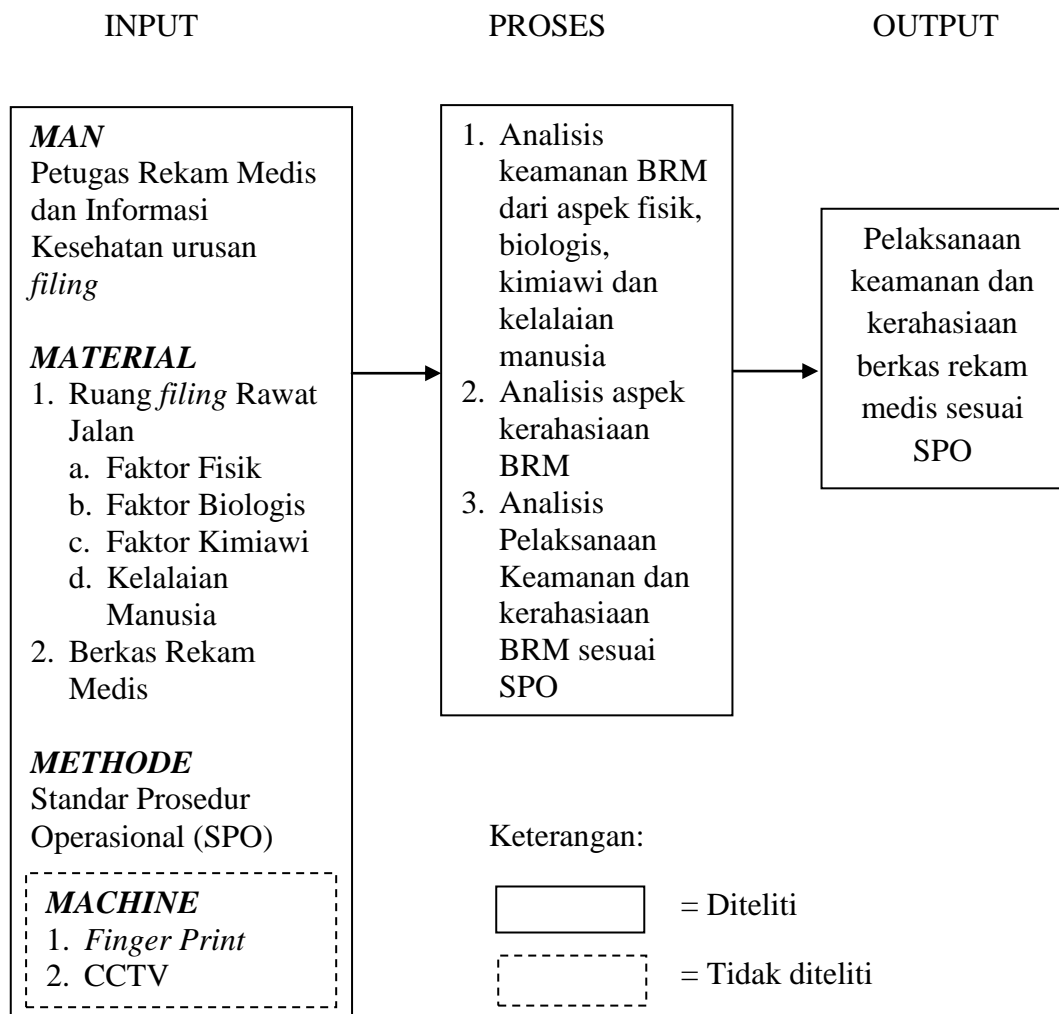 INPUT
PROSES
OUTPUT
MAN
Petugas Rekam Medis
dan Informasi
Kesehatan urusan
filing
MATERIAL
1. Ruang filing Rawat
Jalan
a. Faktor Fisik
b. Faktor Biologis
c. Faktor Kimiawi
d. Kelalaian
Manusia
2. Berkas Rekam
Medis
METHODE
Standar Prosedur
Operasional (SPO)
MACHINE
1. Finger Print
2. CCTV
1. Analisis
keamanan BRM
dari aspek fisik,
biologis,
kimiawi dan
kelalaian
manusia
2. Analisis aspek
kerahasiaan
BRM
3. Analisis
Pelaksanaan
Keamanan dan
kerahasiaan
BRM sesuai
SPO
Pelaksanaan
keamanan dan
kerahasiaan
berkas rekam
medis sesuai
SPO
Keterangan:
= Diteliti
= Tidak diteliti